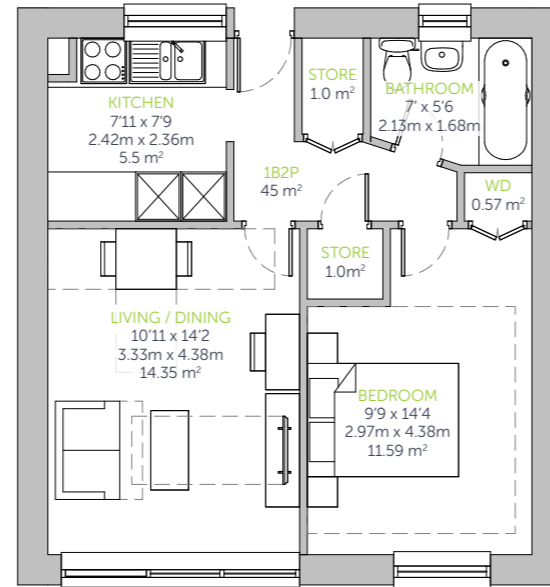 KITCHEN
7'11 x 7'9
2.42m x 2.36m
5.5 m²
STORE
1.0 m²
BATHROOM
7' x 5'6
2.13m x 1.68m
1B2P
45 m²
WD
0.57 m²
STORE
1.0m²
LIVING / DINING
10'11 x 14'2
3.33m x 4.38m
14.35 m²
BEDROOM
9'9 x 14'4
2.97m x 4.38m
11.59 m²